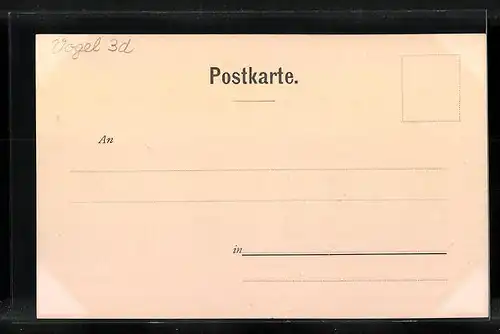 Vogel 3d
Postkarte.
An
in